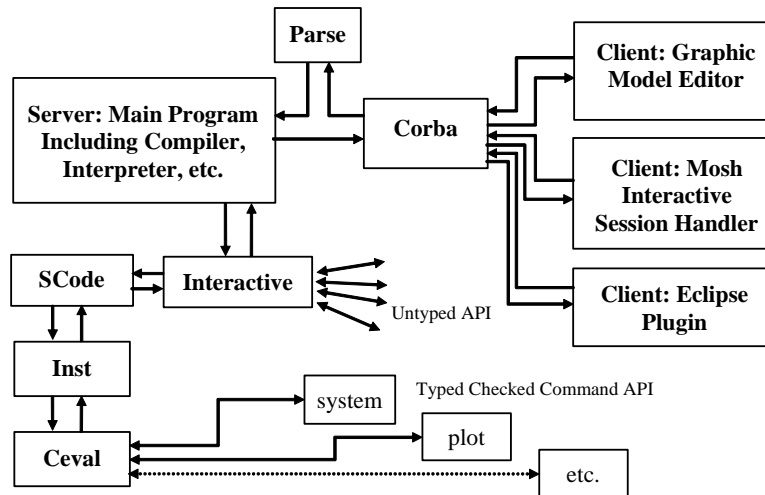 Parse
Client: Graphic
Model Editor
Server: Main Program
Including Compiler,
Interpreter, etc.
Corba
Client: Mosh
Interactive
Session Handler
SCode
Interactive
Untyped API
Client: Eclipse
Plugin
Inst
system
Typed Checked Command API
Ceval
plot
etc.